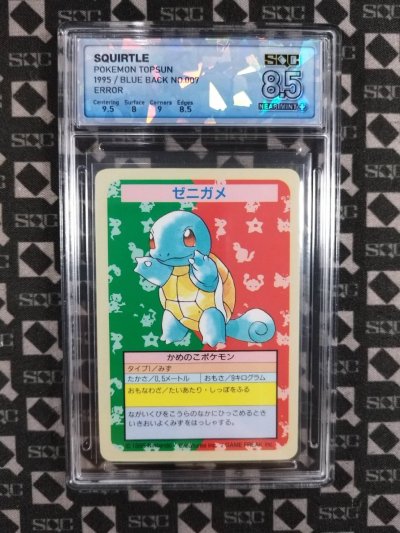 SQUIRTLE
POKEMON TOPSUN
1995 / BLUE BACK NO.007
ERROR
Centering Surface Corners Edges
9.5 8 9 8.5
SQC
8.5
NEAR MINT+
ゼニガメ
かめのこポケモン
タイプ1／みず
たかさ／0.5メートル おもさ／9キログラム
おもなわざ／たいあたり・しっぽをふる
ながいくびをこうらのなかにひっこめるとき
いきおいよくみずをはっしゃする。
GAME FREAK inc.